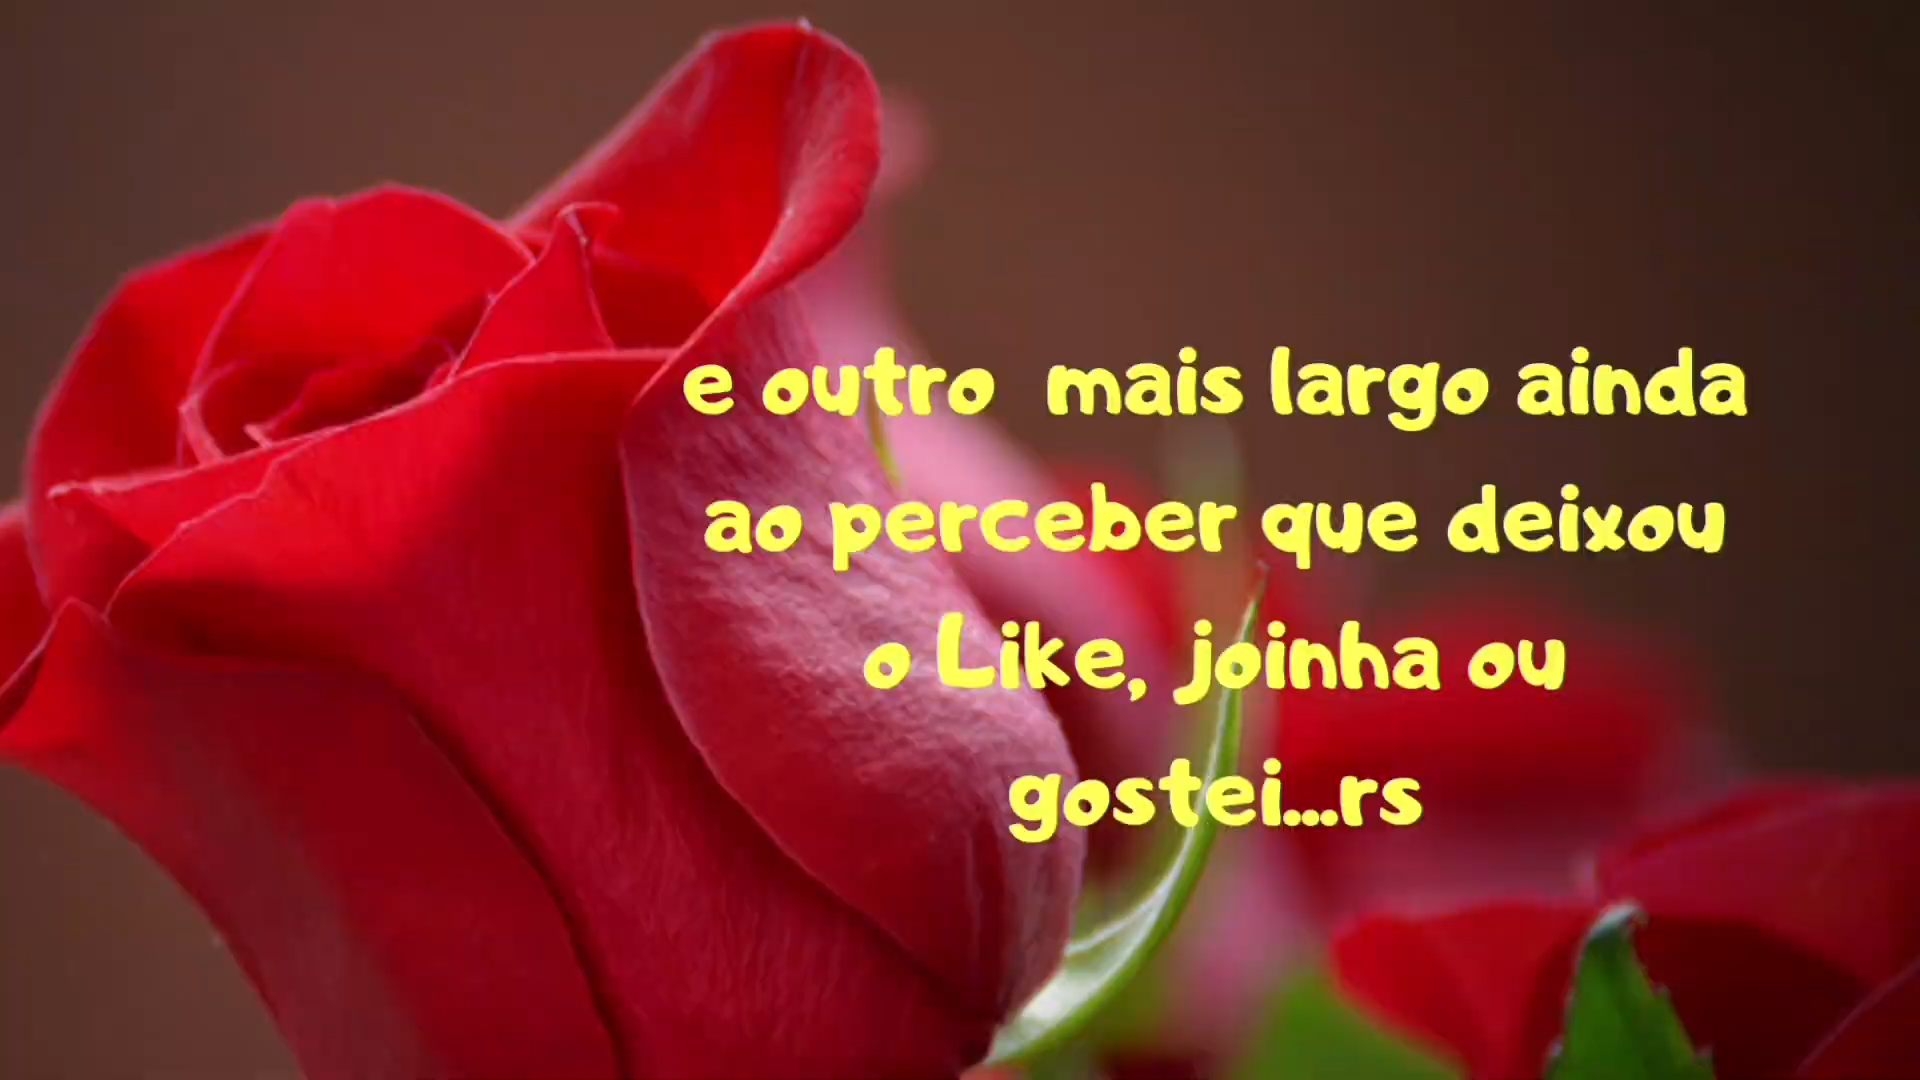 e outro  mais largo ainda
ao perceber que deixou
o Like, joinha ou
gostei...rs